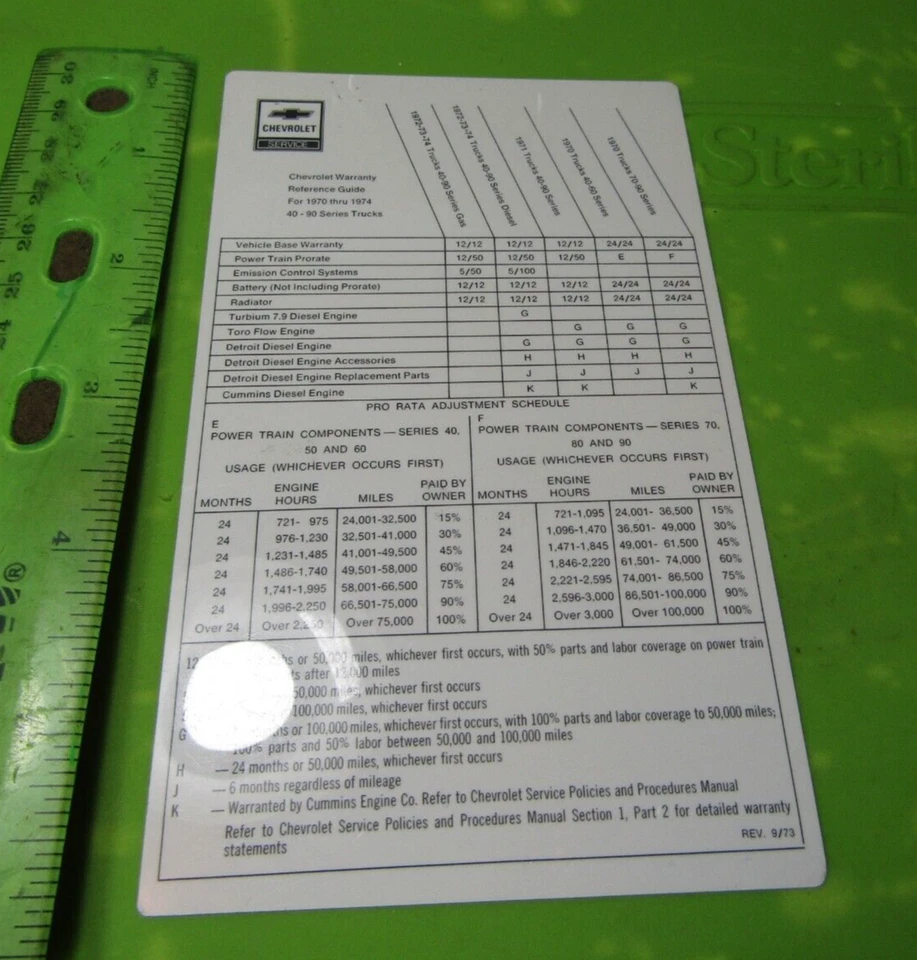 CHEVROLET
SERVICE
Chevrolet Warranty
Reference Guide
For 1970 thru 1974
40 - 90 Series Trucks
1972-73-74 Trucks 40-90 Series Gas
1972-73-74 Trucks 40-90 Series Diesel
1971 Trucks 40-90 Series
1970 Trucks 40-60 Series
1970 Trucks 70-90 Series
Vehicle Base Warranty 12/12 12/12 12/12 24/24 24/24
Power Train Prorate 12/50 12/50 12/50 E F
Emission Control Systems 5/50 5/100
Battery (Not Including Prorate) 12/12 12/12 12/12 24/24 24/24
Radiator 12/12 12/12 12/12 24/24 24/24
Turbium 7.9 Diesel Engine G
Toro Flow Engine G G G
Detroit Diesel Engine G G G G
Detroit Diesel Engine Accessories H H H H
Detroit Diesel Engine Replacement Parts J J J J
Cummins Diesel Engine K K K
PRO RATA ADJUSTMENT SCHEDULE
E
POWER TRAIN COMPONENTS — SERIES 40,
50 AND 60
USAGE (WHICHEVER OCCURS FIRST)
MONTHS ENGINE HOURS MILES PAID BY OWNER
24 721- 975 24,001-32,500 15%
24 976-1,230 32,501-41,000 30%
24 1,231-1,485 41,001-49,500 45%
24 1,486-1,740 49,501-58,000 60%
24 1,741-1,995 58,001-66,500 75%
24 1,996-2,250 66,501-75,000 90%
Over 24 Over 2,250 Over 75,000 100%
F
POWER TRAIN COMPONENTS — SERIES 70,
80 AND 90
USAGE (WHICHEVER OCCURS FIRST)
MONTHS ENGINE HOURS MILES PAID BY OWNER
24 721-1,095 24,001- 36,500 15%
24 1,096-1,470 36,501- 49,000 30%
24 1,471-1,845 49,001- 61,500 45%
24 1,846-2,220 61,501- 74,000 60%
24 2,221-2,595 74,001- 86,500 75%
24 2,596-3,000 86,501-100,000 90%
Over 24 Over 3,000 Over 100,000 100%
or 50,000 miles, whichever first occurs, with 50% parts and labor coverage on power train
after 12,000 miles
50,000 miles, whichever first occurs
100,000 miles, whichever first occurs
G or 100,000 miles, whichever first occurs, with 100% parts and labor coverage to 50,000 miles;
100% parts and 50% labor between 50,000 and 100,000 miles
H — 24 months or 50,000 miles, whichever first occurs
J — 6 months regardless of mileage
K — Warranted by Cummins Engine Co. Refer to Chevrolet Service Policies and Procedures Manual
Refer to Chevrolet Service Policies and Procedures Manual Section 1, Part 2 for detailed warranty
statements
REV. 9/73
INCH
30
29
28
26
25
24
1
2
3
4
®